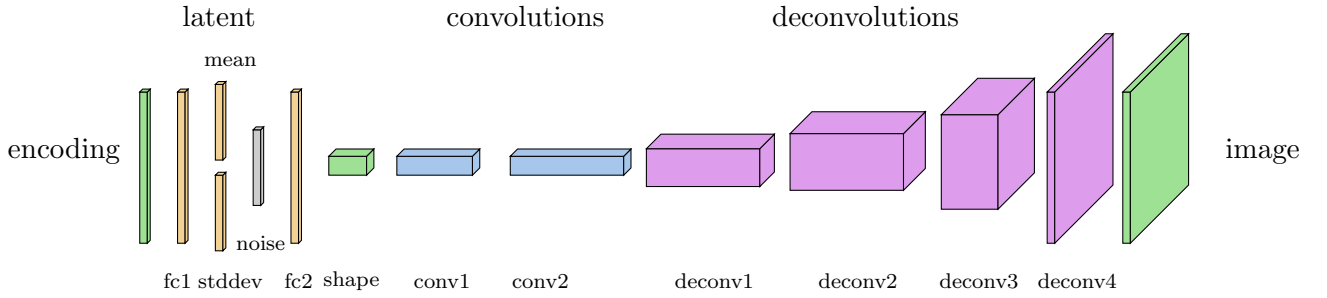 latent
convolutions
deconvolutions
mean
encoding
image
noise
fc1 stddev fc2 shape conv1 conv2 deconv1 deconv2 deconv3 deconv4